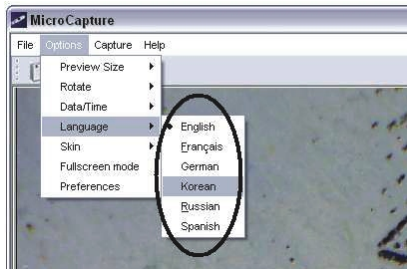 MicroCapture
File Options Capture Help
Preview Size
Rotate
Data/Time
Language
Skin
Fullscreen mode
Preferences
English
Français
German
Korean
Russian
Spanish